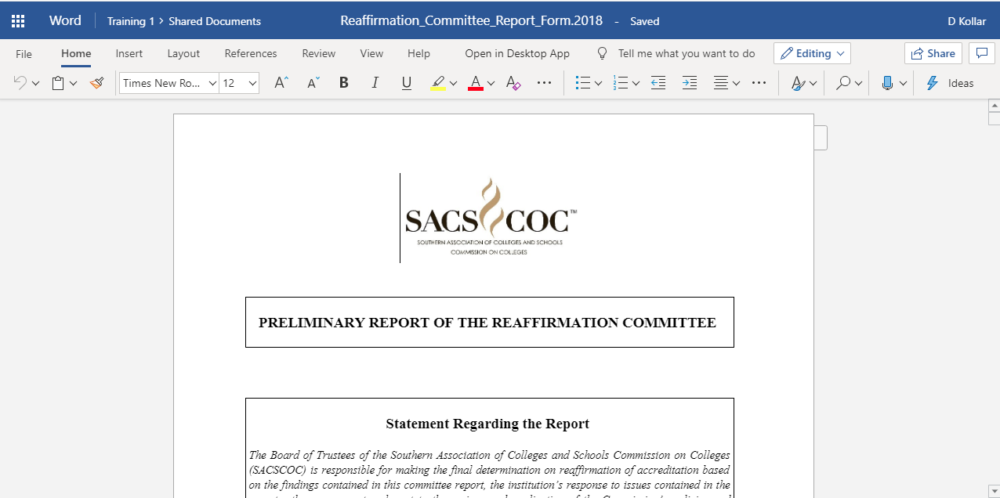 Word Training 1 > Shared Documents Reaffirmation_Committee_Report_Form.2018 - Saved D Kollar
File Home Insert Layout References Review View Help Open in Desktop App Tell me what you want to do Editing Share
Times New Ro... 12 A A B I U A A Ideas
SACSCOC™
SOUTHERN ASSOCIATION OF COLLEGES AND SCHOOLS
COMMISSION ON COLLEGES
PRELIMINARY REPORT OF THE REAFFIRMATION COMMITTEE
Statement Regarding the Report
The Board of Trustees of the Southern Association of Colleges and Schools Commission on Colleges
(SACSCOC) is responsible for making the final determination on reaffirmation of accreditation based
on the findings contained in this committee report, the institution's response to issues contained in the